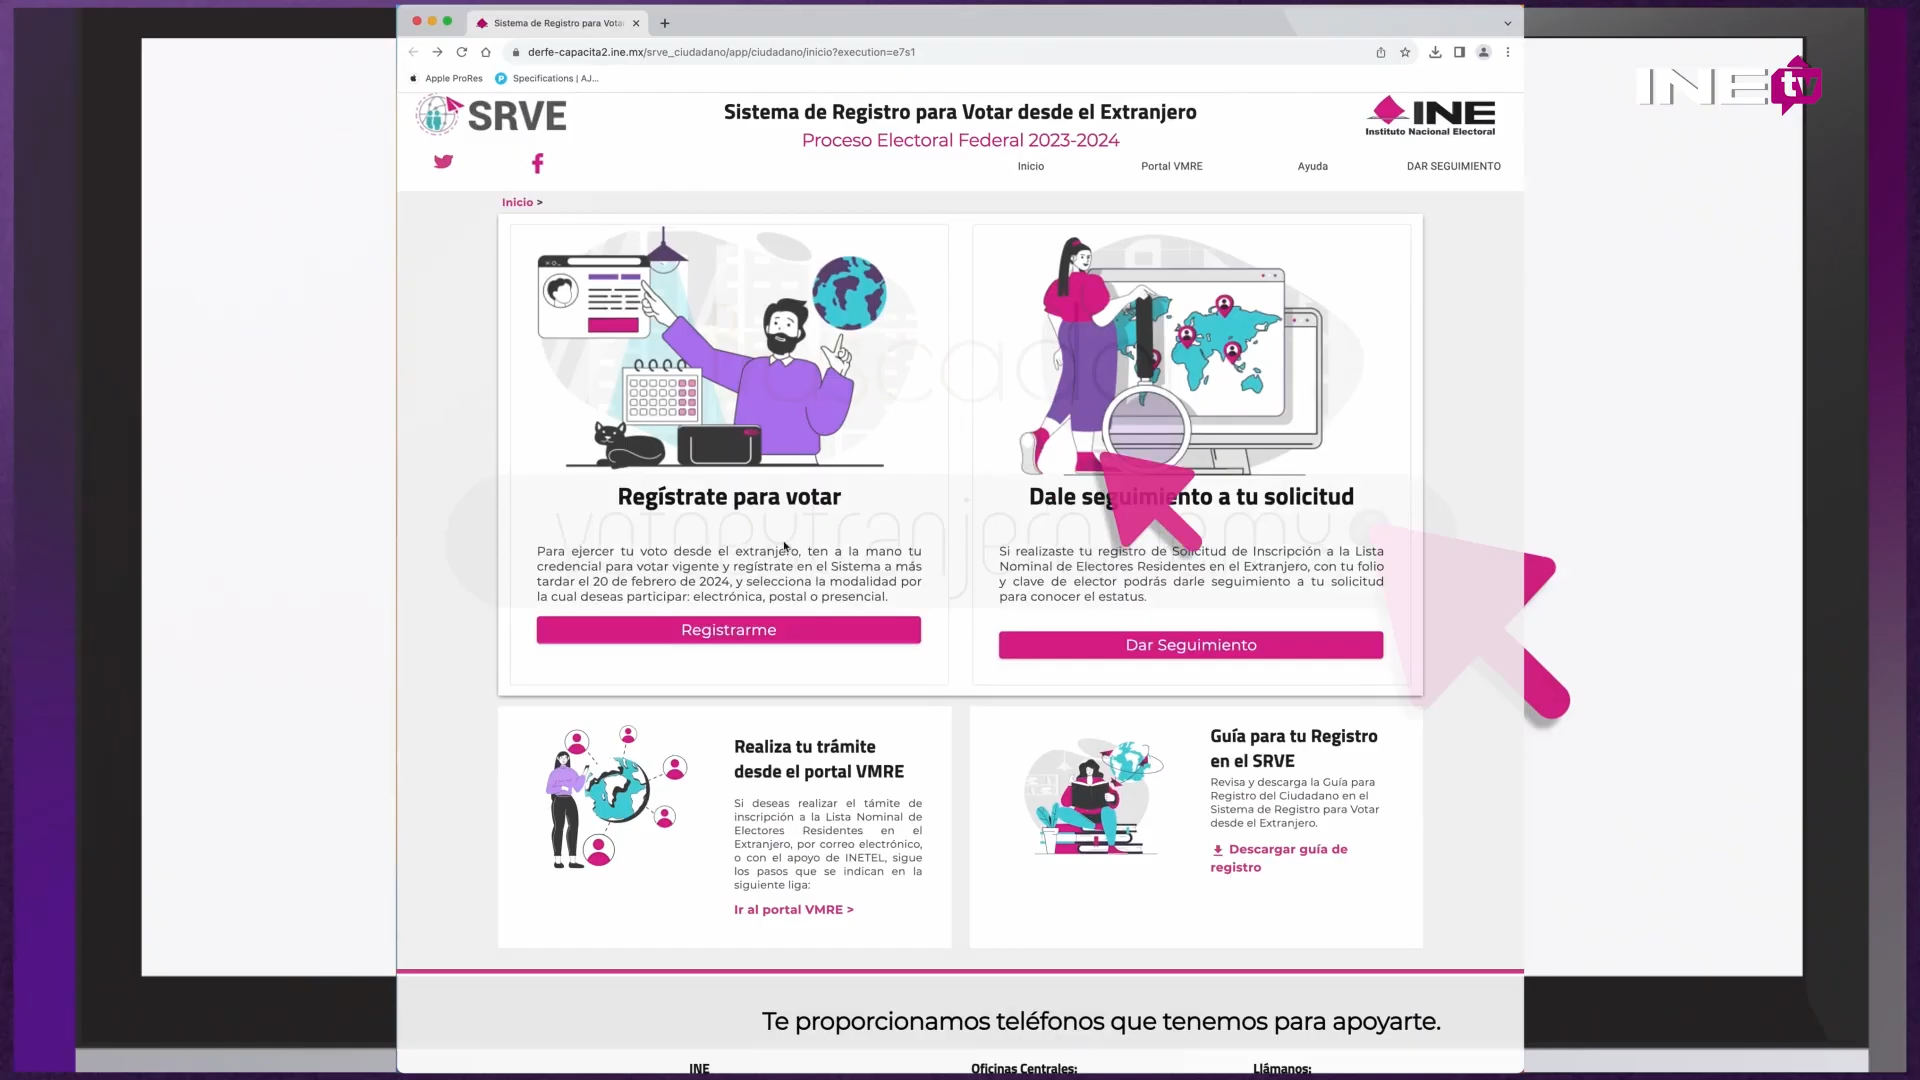 Sistema de Registro para Vota
derfe-capacita2.ine.mx/srve_ciudadano/app/ciudadano/inicio?execution=e7s1
Apple ProRes
Specifications | AJ...
SRVE
Sistema de Registro para Votar desde el Extranjero
Proceso Electoral Federal 2023-2024
INE
Instituto Nacional Electoral
INE tv
Inicio
Portal VMRE
Ayuda
DAR SEGUIMIENTO
Inicio >
Regístrate para votar
Para ejercer tu voto desde el extranjero, ten a la mano tu
credencial para votar vigente y regístrate en el Sistema a más
tardar el 20 de febrero de 2024, y selecciona la modalidad por
la cual deseas participar: electrónica, postal o presencial.
Registrarme
Dale seguimiento a tu solicitud
Si realizaste tu registro de Solicitud de Inscripción a la Lista
Nominal de Electores Residentes en el Extranjero, con tu folio
y clave de elector podrás darle seguimiento a tu solicitud
para conocer el estatus.
Dar Seguimiento
Realiza tu trámite
desde el portal VMRE
Si deseas realizar el támite de
inscripción a la Lista Nominal de
Electores Residentes en el
Extranjero, por correo electrónico,
o con el apoyo de INETEL, sigue
los pasos que se indican en la
siguiente liga:
Ir al portal VMRE >
Guía para tu Registro
en el SRVE
Revisa y descarga la Guía para
Registro del Ciudadano en el
Sistema de Registro para Votar
desde el Extranjero.
Descargar guía de
registro
Te proporcionamos teléfonos que tenemos para apoyarte.
INE
Oficinas Centrales:
Llámanos: